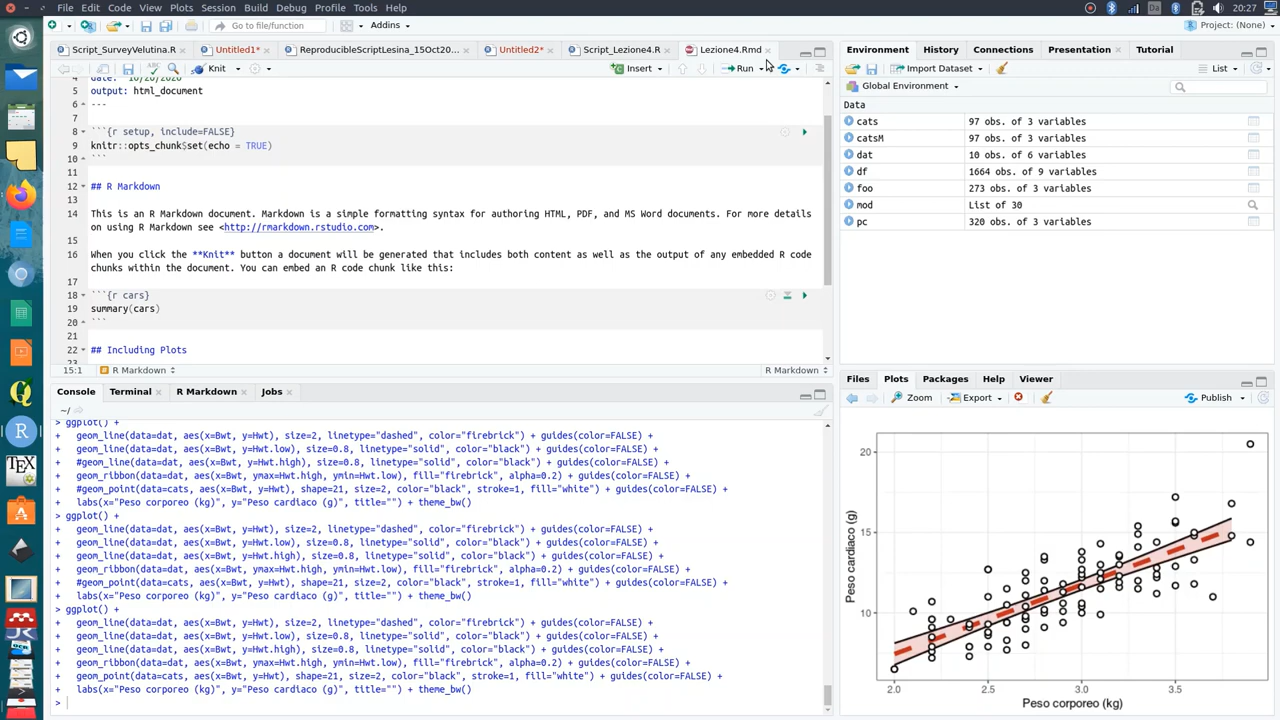 File Edit Code View Plots Session Build Debug Profile Tools Help
Da
20:27
Go to file/function
Addins
Project: (None)
Script_SurveyVelutina.R
Untitled1*
ReproducibleScriptLesina_15Oct20...
Untitled2*
Script_Lezione4.R
Lezione4.Rmd
Knit
Insert
Run
5 output: html_document
6 ---
7
8 ```{r setup, include=FALSE}
9 knitr::opts_chunk$set(echo = TRUE)
10 ```
11
12 ## R Markdown
13
14 This is an R Markdown document. Markdown is a simple formatting syntax for authoring HTML, PDF, and MS Word documents. For more details
on using R Markdown see <http://rmarkdown.rstudio.com>.
15
16 When you click the **Knit** button a document will be generated that includes both content as well as the output of any embedded R code
chunks within the document. You can embed an R code chunk like this:
17
18 ```{r cars}
19 summary(cars)
20 ```
21
22 ## Including Plots
23
15:1 R Markdown
R Markdown
Console Terminal R Markdown Jobs
~/
> ggplot() +
+ geom_line(data=dat, aes(x=Bwt, y=Hwt), size=2, linetype="dashed", color="firebrick") + guides(color=FALSE) +
+ geom_line(data=dat, aes(x=Bwt, y=Hwt.low), size=0.8, linetype="solid", color="black") + guides(color=FALSE) +
+ #geom_line(data=dat, aes(x=Bwt, y=Hwt.high), size=0.8, linetype="solid", color="black") + guides(color=FALSE) +
+ geom_ribbon(data=dat, aes(x=Bwt, ymax=Hwt.high, ymin=Hwt.low), fill="firebrick", alpha=0.2) + guides(color=FALSE) +
+ #geom_point(data=cats, aes(x=Bwt, y=Hwt), shape=21, size=2, color="black", stroke=1, fill="white") + guides(color=FALSE) +
+ labs(x="Peso corporeo (kg)", y="Peso cardiaco (g)", title="") + theme_bw()
> ggplot() +
+ geom_line(data=dat, aes(x=Bwt, y=Hwt), size=2, linetype="dashed", color="firebrick") + guides(color=FALSE) +
+ geom_line(data=dat, aes(x=Bwt, y=Hwt.low), size=0.8, linetype="solid", color="black") + guides(color=FALSE) +
+ geom_line(data=dat, aes(x=Bwt, y=Hwt.high), size=0.8, linetype="solid", color="black") + guides(color=FALSE) +
+ geom_ribbon(data=dat, aes(x=Bwt, ymax=Hwt.high, ymin=Hwt.low), fill="firebrick", alpha=0.2) + guides(color=FALSE) +
+ #geom_point(data=cats, aes(x=Bwt, y=Hwt), shape=21, size=2, color="black", stroke=1, fill="white") + guides(color=FALSE) +
+ labs(x="Peso corporeo (kg)", y="Peso cardiaco (g)", title="") + theme_bw()
> ggplot() +
+ geom_line(data=dat, aes(x=Bwt, y=Hwt), size=2, linetype="dashed", color="firebrick") + guides(color=FALSE) +
+ geom_line(data=dat, aes(x=Bwt, y=Hwt.low), size=0.8, linetype="solid", color="black") + guides(color=FALSE) +
+ geom_line(data=dat, aes(x=Bwt, y=Hwt.high), size=0.8, linetype="solid", color="black") + guides(color=FALSE) +
+ geom_ribbon(data=dat, aes(x=Bwt, ymax=Hwt.high, ymin=Hwt.low), fill="firebrick", alpha=0.2) + guides(color=FALSE) +
+ geom_point(data=cats, aes(x=Bwt, y=Hwt), shape=21, size=2, color="black", stroke=1, fill="white") + guides(color=FALSE) +
+ labs(x="Peso corporeo (kg)", y="Peso cardiaco (g)", title="") + theme_bw()
>
Environment History Connections Presentation Tutorial
Import Dataset
List
Global Environment
Data
cats 97 obs. of 3 variables
catsM 97 obs. of 3 variables
dat 10 obs. of 6 variables
df 1664 obs. of 9 variables
foo 273 obs. of 3 variables
mod List of 30
pc 320 obs. of 3 variables
Files Plots Packages Help Viewer
Zoom Export Publish
20
15
10
Peso cardiaco (g)
2.0 2.5 3.0 3.5
Peso corporeo (kg)